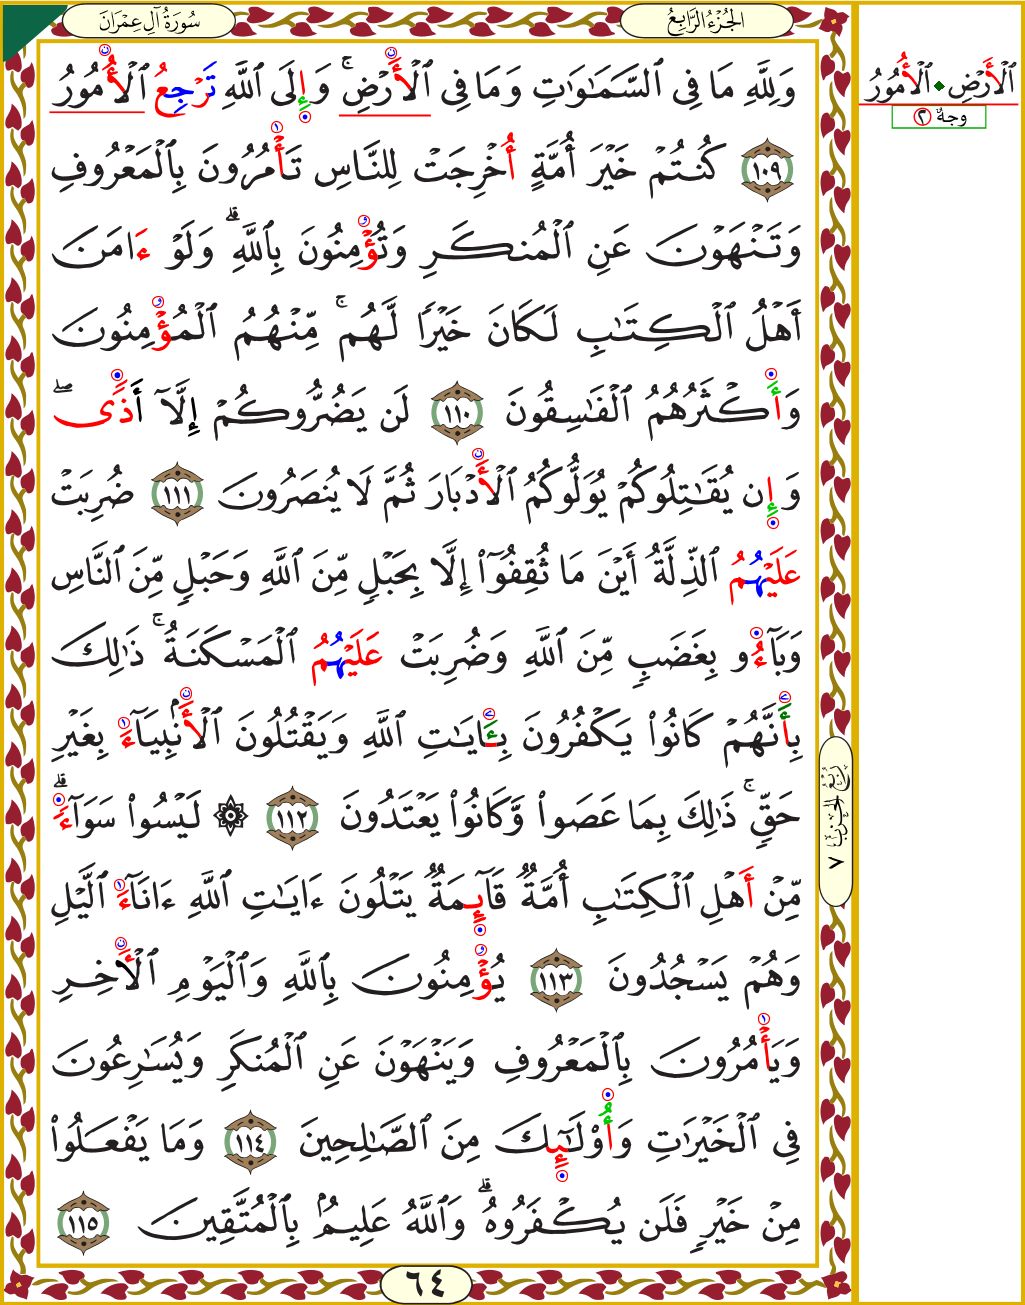 الجُزْءُ الرَّابِعُ
سُورَةُ آلِ عِمْرَانَ
وَلِلَّهِ مَا فِي ٱلسَّمَٰوَٰتِ وَمَا فِي ٱلْأَرْضِۚ وَإِلَى ٱللَّهِ تَرْجِعُ ٱلْأُمُورُ
١٠٩ كُنتُمْ خَيْرَ أُمَّةٍ أُخْرِجَتْ لِلنَّاسِ تَأْمُرُونَ بِٱلْمَعْرُوفِ
وَتَنْهَوْنَ عَنِ ٱلْمُنكَرِ وَتُؤْمِنُونَ بِٱللَّهِۗ وَلَوْ ءَامَنَ
أَهْلُ ٱلْكِتَٰبِ لَكَانَ خَيْرًا لَّهُمۚ مِّنْهُمُ ٱلْمُؤْمِنُونَ
وَأَكْثَرُهُمُ ٱلْفَٰسِقُونَ ١١٠ لَن يَضُرُّوكُمْ إِلَّآ أَذًىۖ
وَإِن يُقَٰتِلُوكُمْ يُوَلُّوكُمُ ٱلْأَدْبَارَ ثُمَّ لَا يُنصَرُونَ ١١١ ضُرِبَتْ
عَلَيْهُمُ ٱلذِّلَّةُ أَيْنَ مَا ثُقِفُوٓا۟ إِلَّا بِحَبْلٍ مِّنَ ٱللَّهِ وَحَبْلٍ مِّنَ ٱلنَّاسِ
وَبَآءُو بِغَضَبٍ مِّنَ ٱللَّهِ وَضُرِبَتْ عَلَيْهُمُ ٱلْمَسْكَنَةُۚ ذَٰلِكَ
بِأَنَّهُمْ كَانُوا۟ يَكْفُرُونَ بِـَٔايَٰتِ ٱللَّهِ وَيَقْتُلُونَ ٱلْأَنۢبِيَآءَ بِغَيْرِ
حَقٍّۚ ذَٰلِكَ بِمَا عَصَوا۟ وَّكَانُوا۟ يَعْتَدُونَ ١١٢ ۞ لَيْسُوا۟ سَوَآءًۗ
مِّنْ أَهْلِ ٱلْكِتَٰبِ أُمَّةٌ قَآئِمَةٌ يَتْلُونَ ءَايَٰتِ ٱللَّهِ ءَانَآءَ ٱلَّيْلِ
وَهُمْ يَسْجُدُونَ ١١٣ يُؤْمِنُونَ بِٱللَّهِ وَٱلْيَوْمِ ٱلْأَخِرِ
وَيَأْمُرُونَ بِٱلْمَعْرُوفِ وَيَنْهَوْنَ عَنِ ٱلْمُنكَرِ وَيُسَٰرِعُونَ
فِي ٱلْخَيْرَٰتِ وَأُو۟لَٰٓئِكَ مِنَ ٱلصَّٰلِحِينَ ١١٤ وَمَا يَفْعَلُوا۟
مِنْ خَيْرٍ فَلَن يُكْفَرُوهُۗ وَٱللَّهُ عَلِيمٌۢ بِٱلْمُتَّقِينَ ١١٥
٦٤
ٱلْأَرْضِ ◆ ٱلْأُمُورُ
وجهٌ ٢
رُبْعُ الحِزْبِ ٧